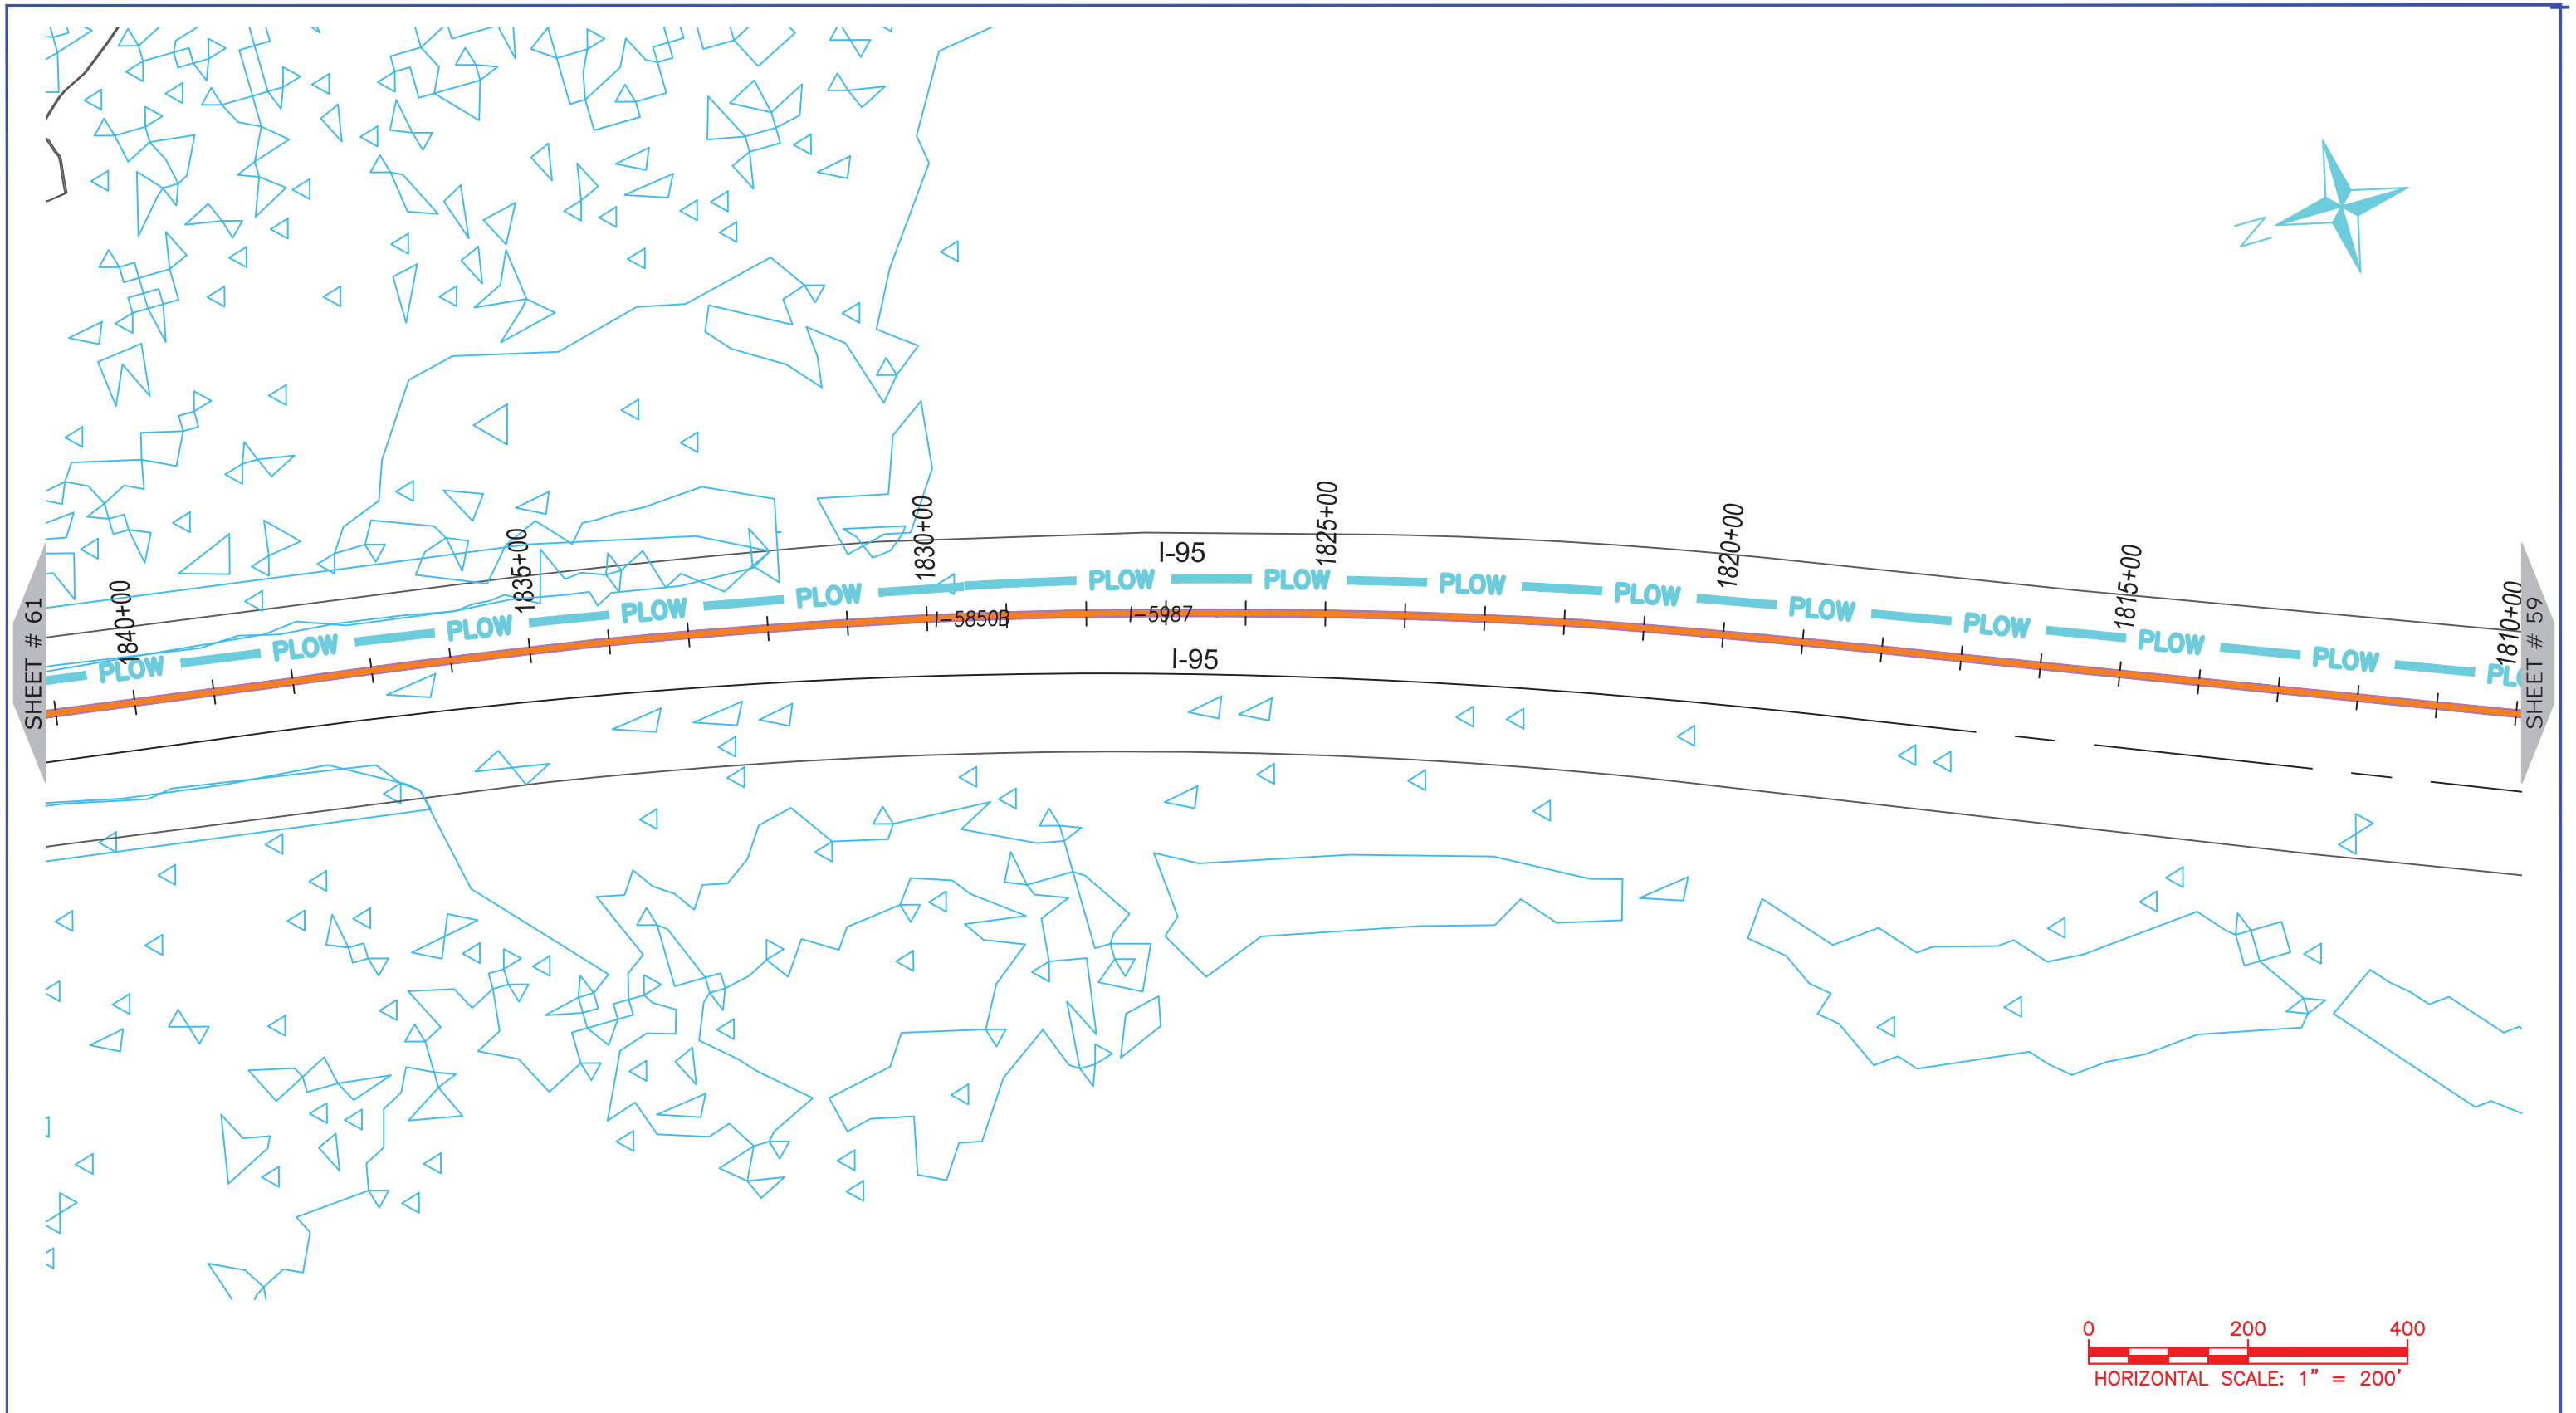 N
1830+00
1825+00
1820+00
1835+00
I-95
1815+00
1840+00
1810+00
PLOW PLOW PLOW PLOW PLOW PLOW PLOW PLOW PLOW PLOW PLOW PLOW PLOW PLO
I-5850B
I-5987
I-95
SHEET # 61
SHEET # 59
0 200 400
HORIZONTAL SCALE: 1" = 200'